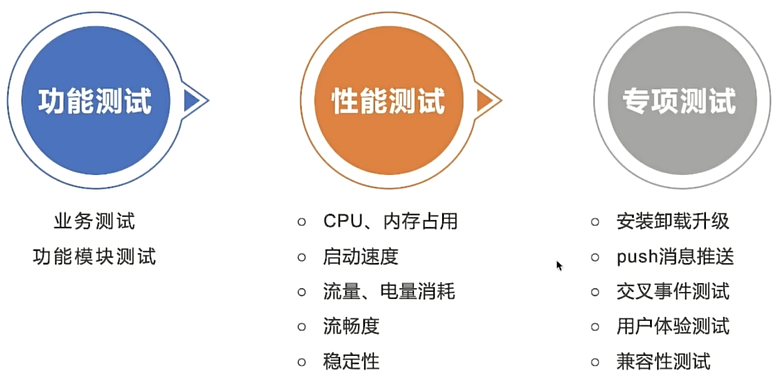 功能测试
业务测试
功能模块测试
性能测试
CPU、内存占用
启动速度
流量、电量消耗
流畅度
稳定性
专项测试
安装卸载升级
push消息推送
交叉事件测试
用户体验测试
兼容性测试